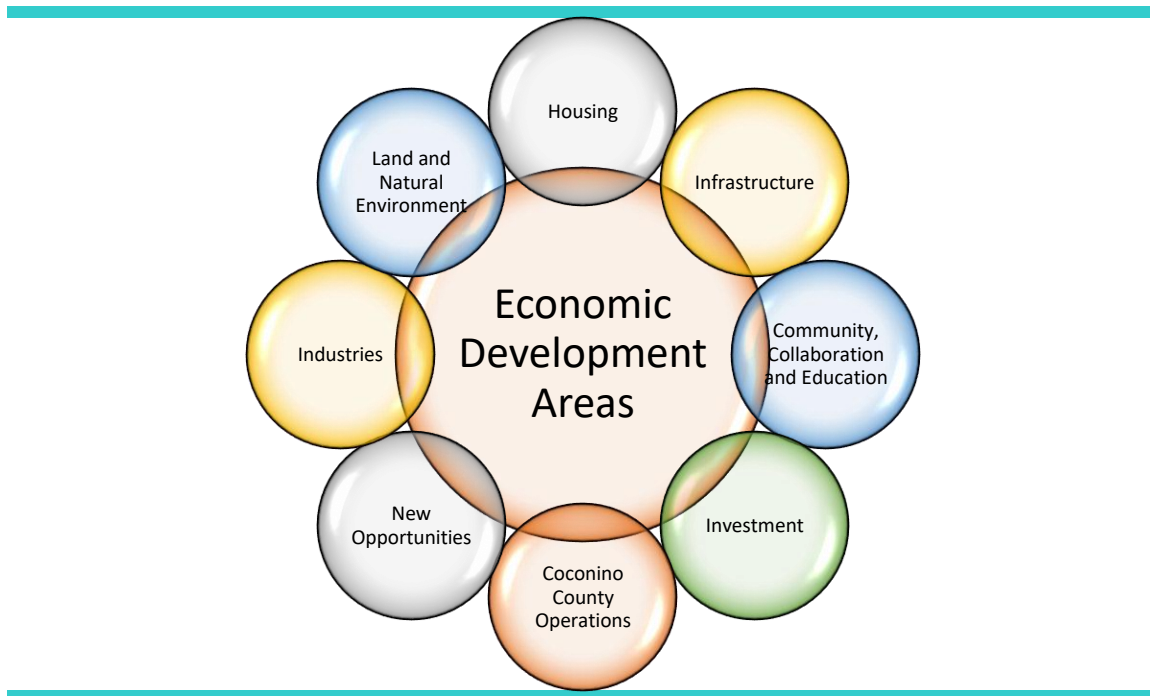 Housing
Infrastructure
Community,
Collaboration
and Education
Investment
Coconino
County
Operations
New
Opportunities
Industries
Land and
Natural
Environment
Economic
Development
Areas